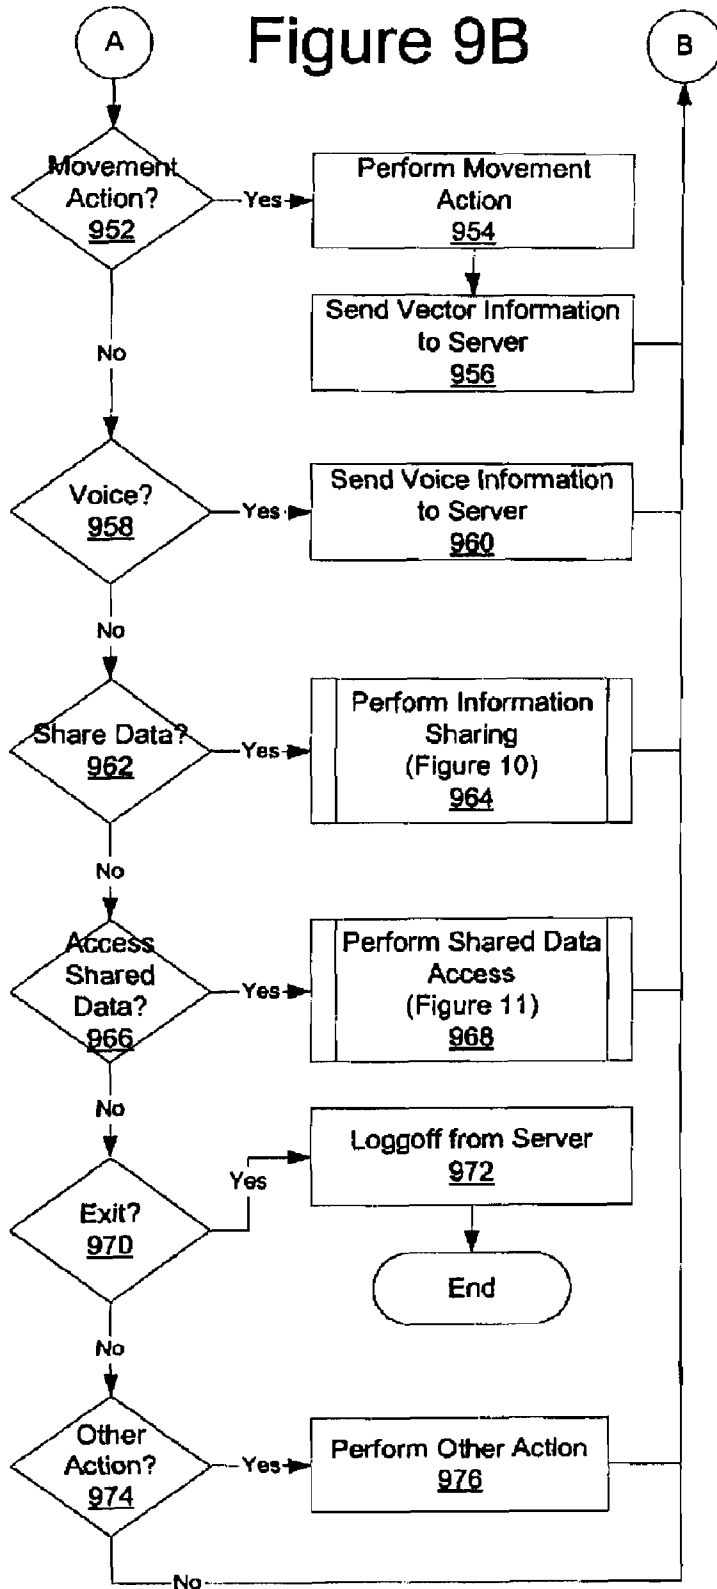 Figure 9B
A
B
Movement
Action?
952
Yes
Perform Movement
Action
954
Send Vector Information
to Server
956
No
Voice?
958
Yes
Send Voice Information
to Server
960
No
Share Data?
962
Yes
Perform Information
Sharing
(Figure 10)
964
No
Access
Shared
Data?
966
Yes
Perform Shared Data
Access
(Figure 11)
968
No
Exit?
970
Yes
Loggoff from Server
972
End
No
Other
Action?
974
Yes
Perform Other Action
976
No